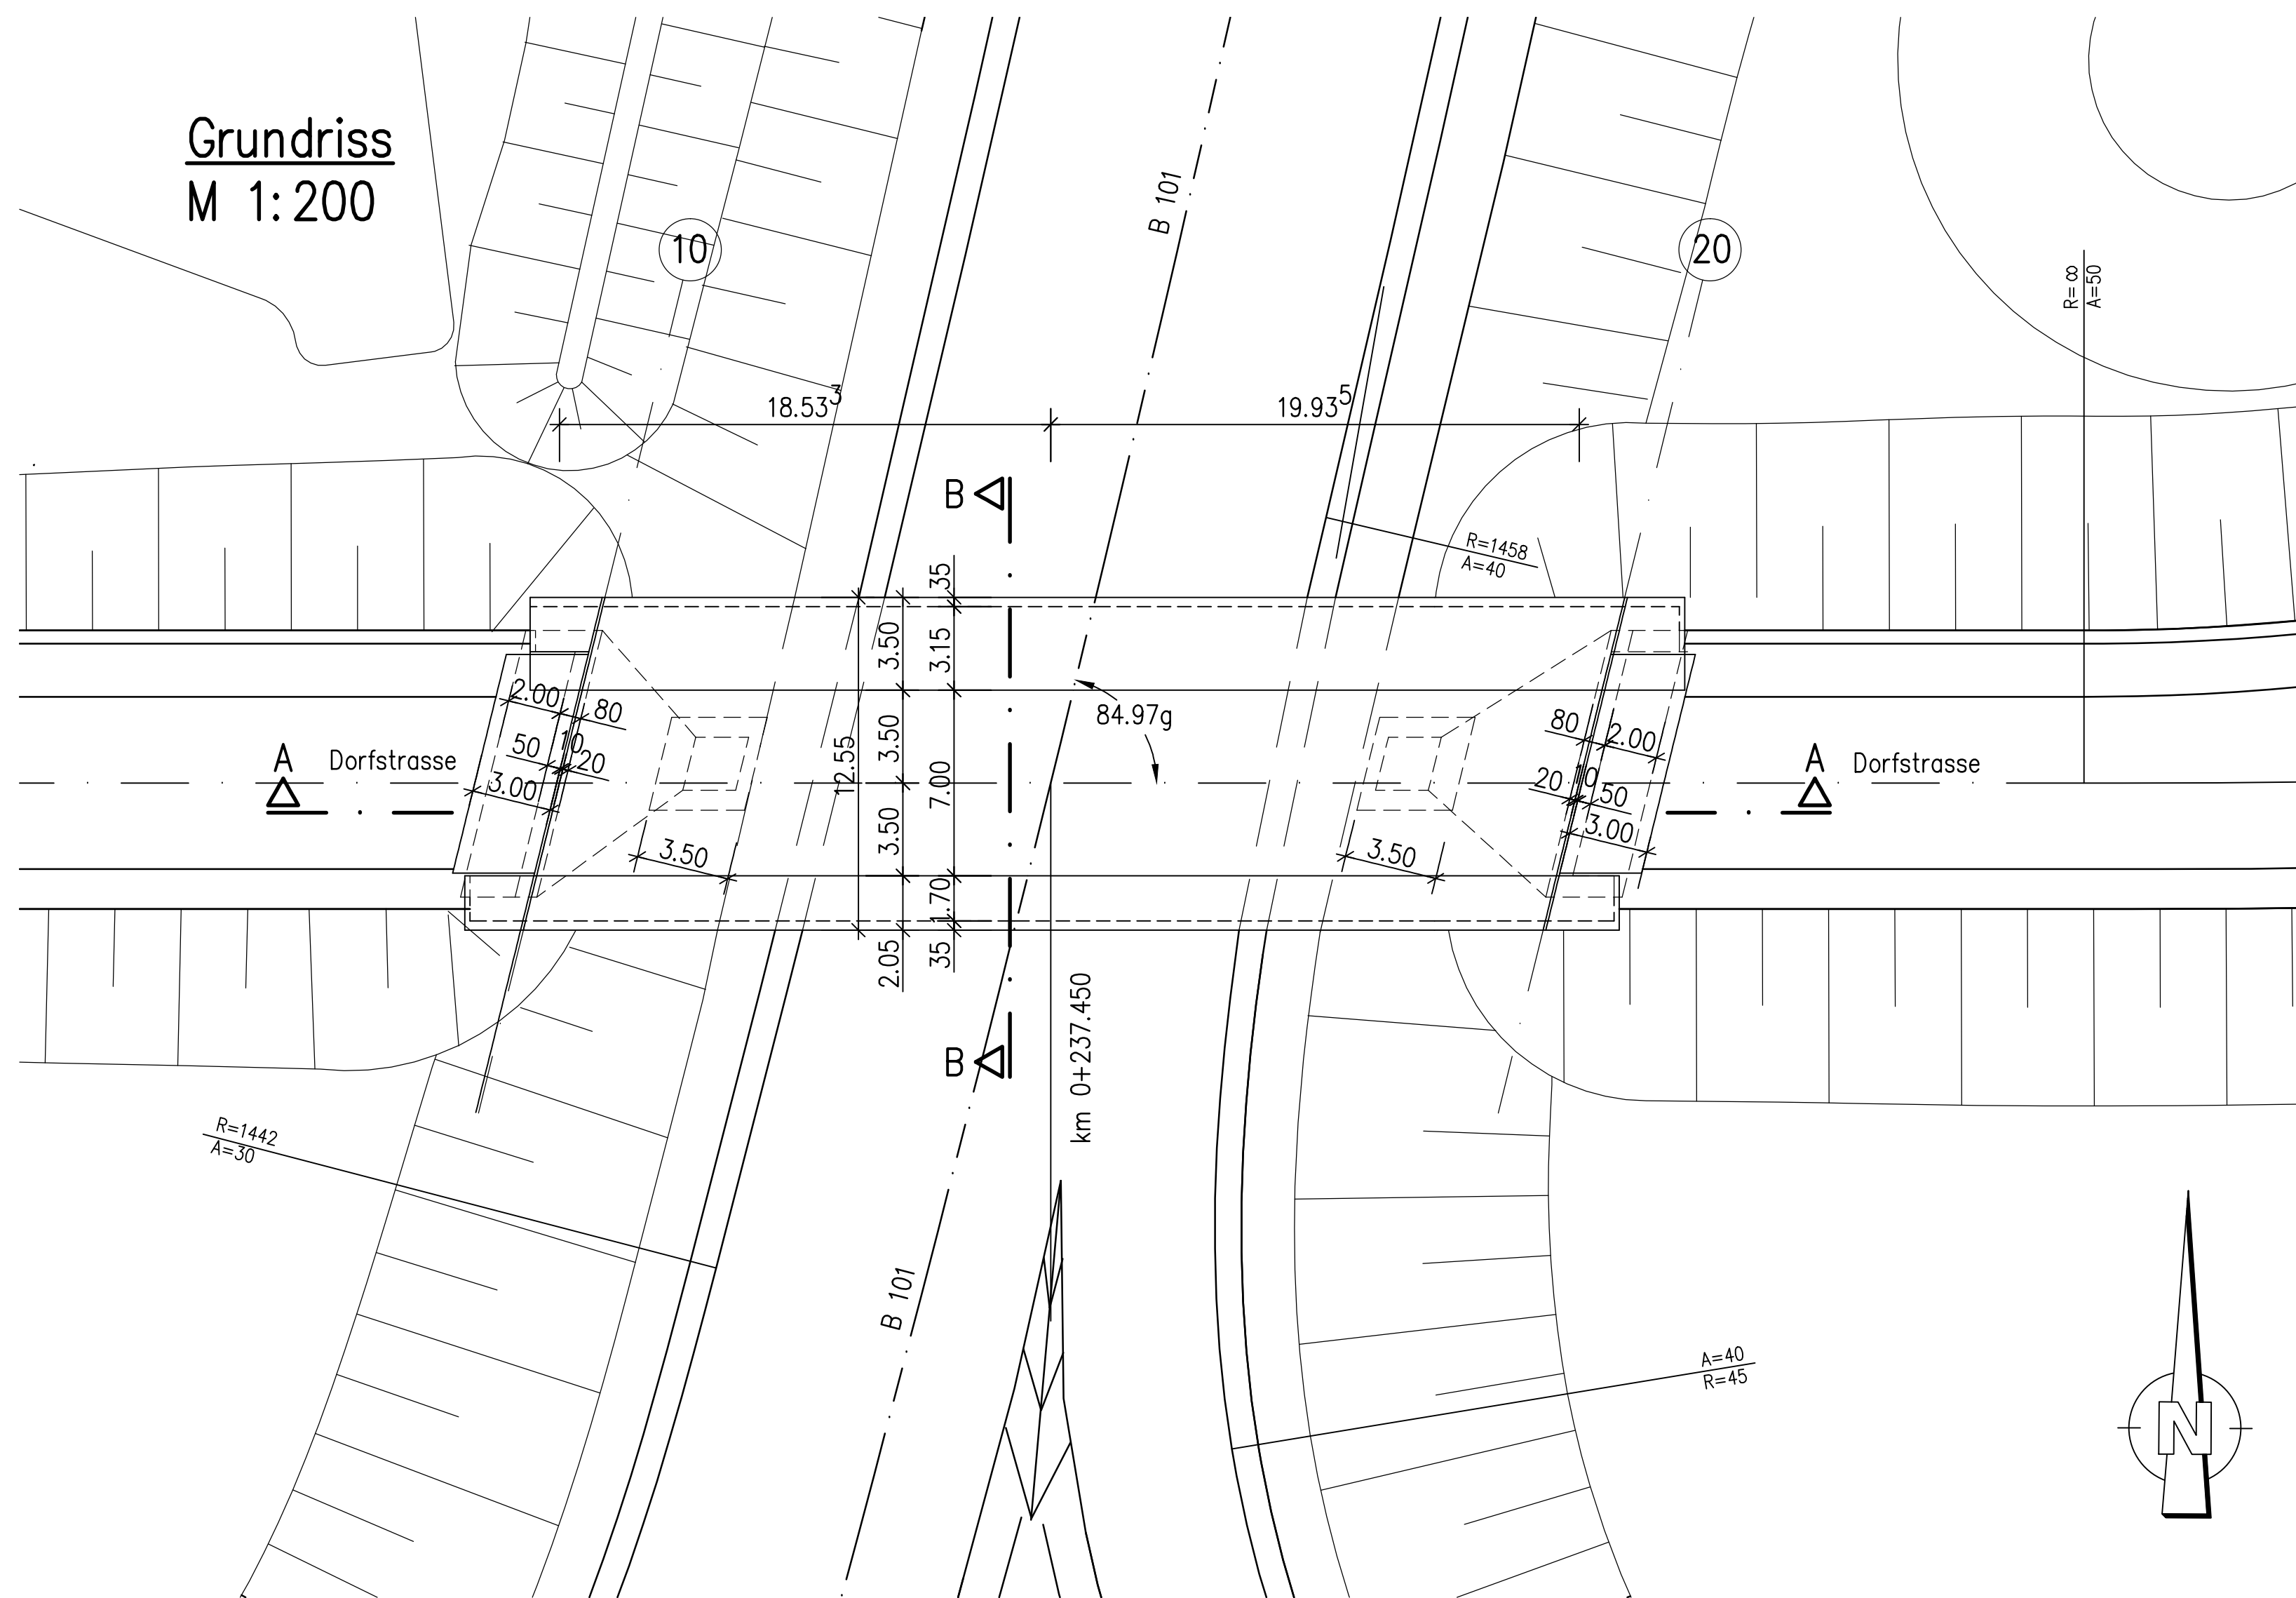 Grundriss
M 1:200
10
20
B 101
R=∞
A=50
18.53³
19.93⁵
B
R=1458
A=40
35
3.50
3.15
2.00
80
84.97g
80
2.00
50
10
20
3.50
12.55
7.00
A
Dorfstrasse
3.00
20
10
50
A
Dorfstrasse
3.50
3.50
3.50
3.00
1.70
2.05
35
km 0+237.450
B
R=1442
A=30
B 101
A=40
R=45
N